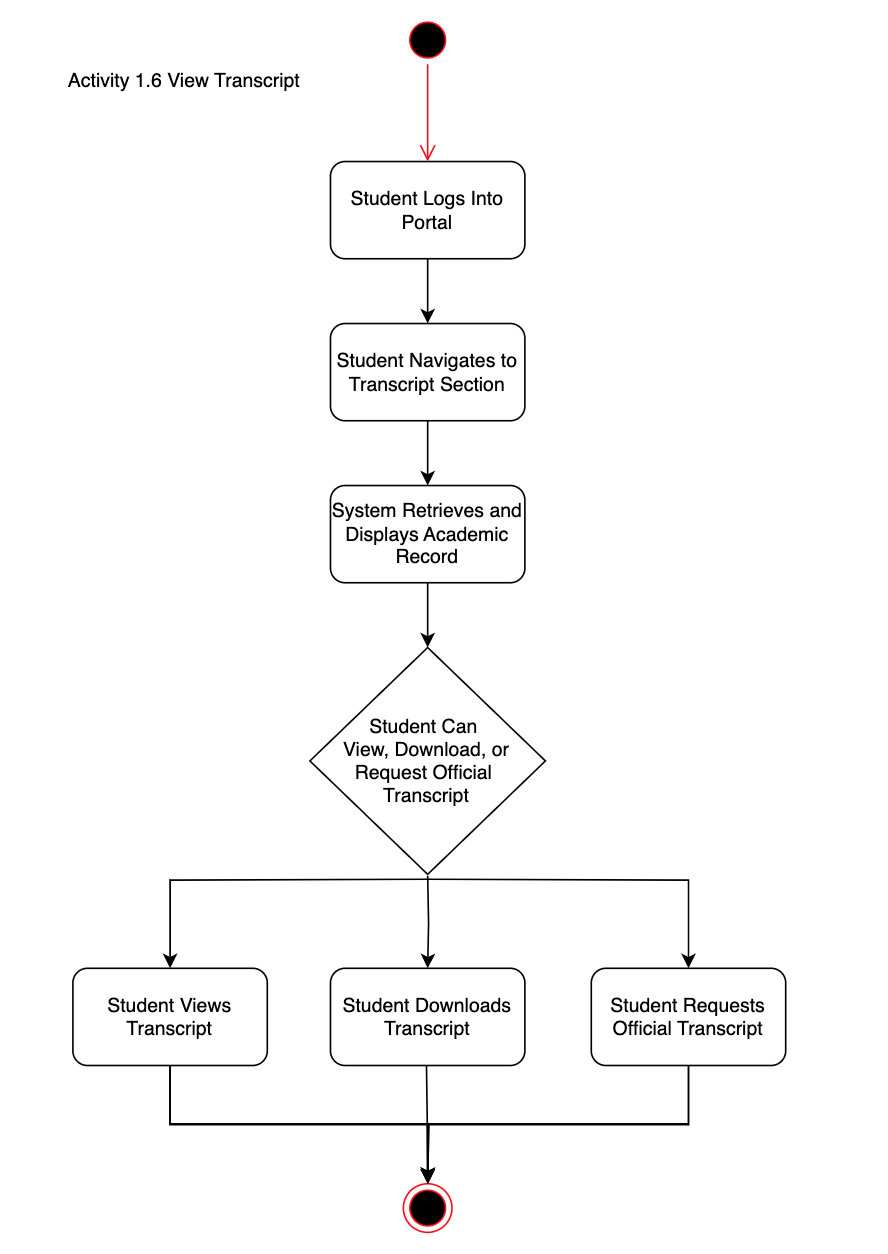 Activity 1.6 View Transcript
Student Logs Into
Portal
Student Navigates to
Transcript Section
System Retrieves and
Displays Academic
Record
Student Can
View, Download, or
Request Official
Transcript
Student Views
Transcript
Student Downloads
Transcript
Student Requests
Official Transcript